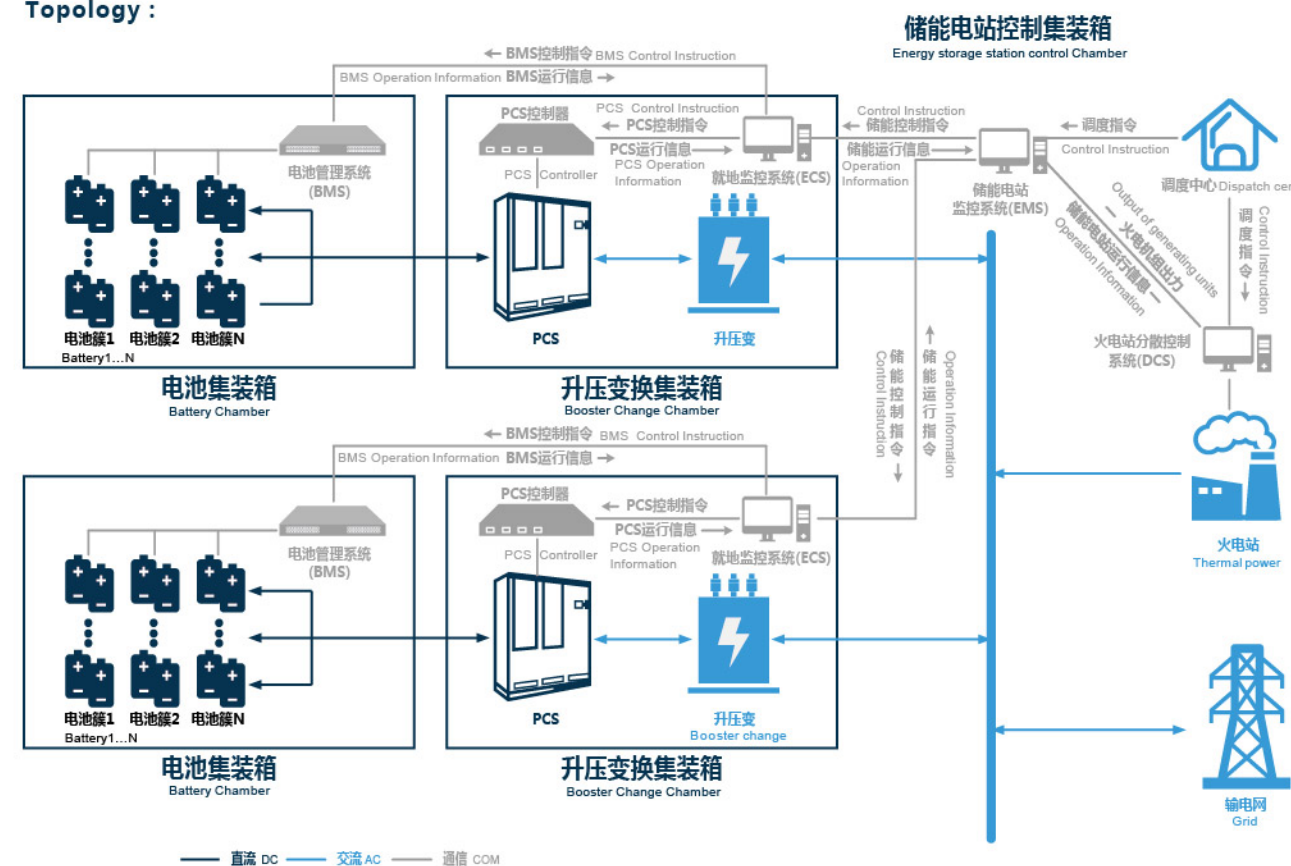 Topology :
储能电站控制集装箱
Energy storage station control Chamber
← BMS控制指令 BMS Control Instruction
BMS Operation Information BMS运行信息 →
电池管理系统
(BMS)
电池簇1 电池簇2 电池簇N
Battery1...N
电池集装箱
Battery Chamber
PCS控制器
PCS Control Instruction
← PCS控制指令
PCS运行信息 →
PCS Operation
Information
PCS Controller
就地监控系统(ECS)
PCS
升压变
升压变换集装箱
Booster Change Chamber
Control Instruction
← 储能控制指令
储能运行信息 →
Operation
Information
储能电站
监控系统(EMS)
← 调度指令
Control Instruction
调度中心 Dispatch cen
Output of generating units
— 火电机组出力
储能电站运行信息 —
Operation Information
调度指令 →
Control Instruction
火电站分散控制
系统(DCS)
储能控制指令 →
Control Instruction
← 储能运行指令
Operation Information
火电站
Thermal power
输电网
Grid
← BMS控制指令 BMS Control Instruction
BMS Operation Information BMS运行信息 →
电池管理系统
(BMS)
电池簇1 电池簇2 电池簇N
Battery1...N
电池集装箱
Battery Chamber
PCS控制器
← PCS控制指令
PCS运行信息 →
PCS Operation
Information
PCS Controller
就地监控系统(ECS)
PCS
升压变
Booster change
升压变换集装箱
Booster Change Chamber
直流 DC 交流 AC 通信 COM